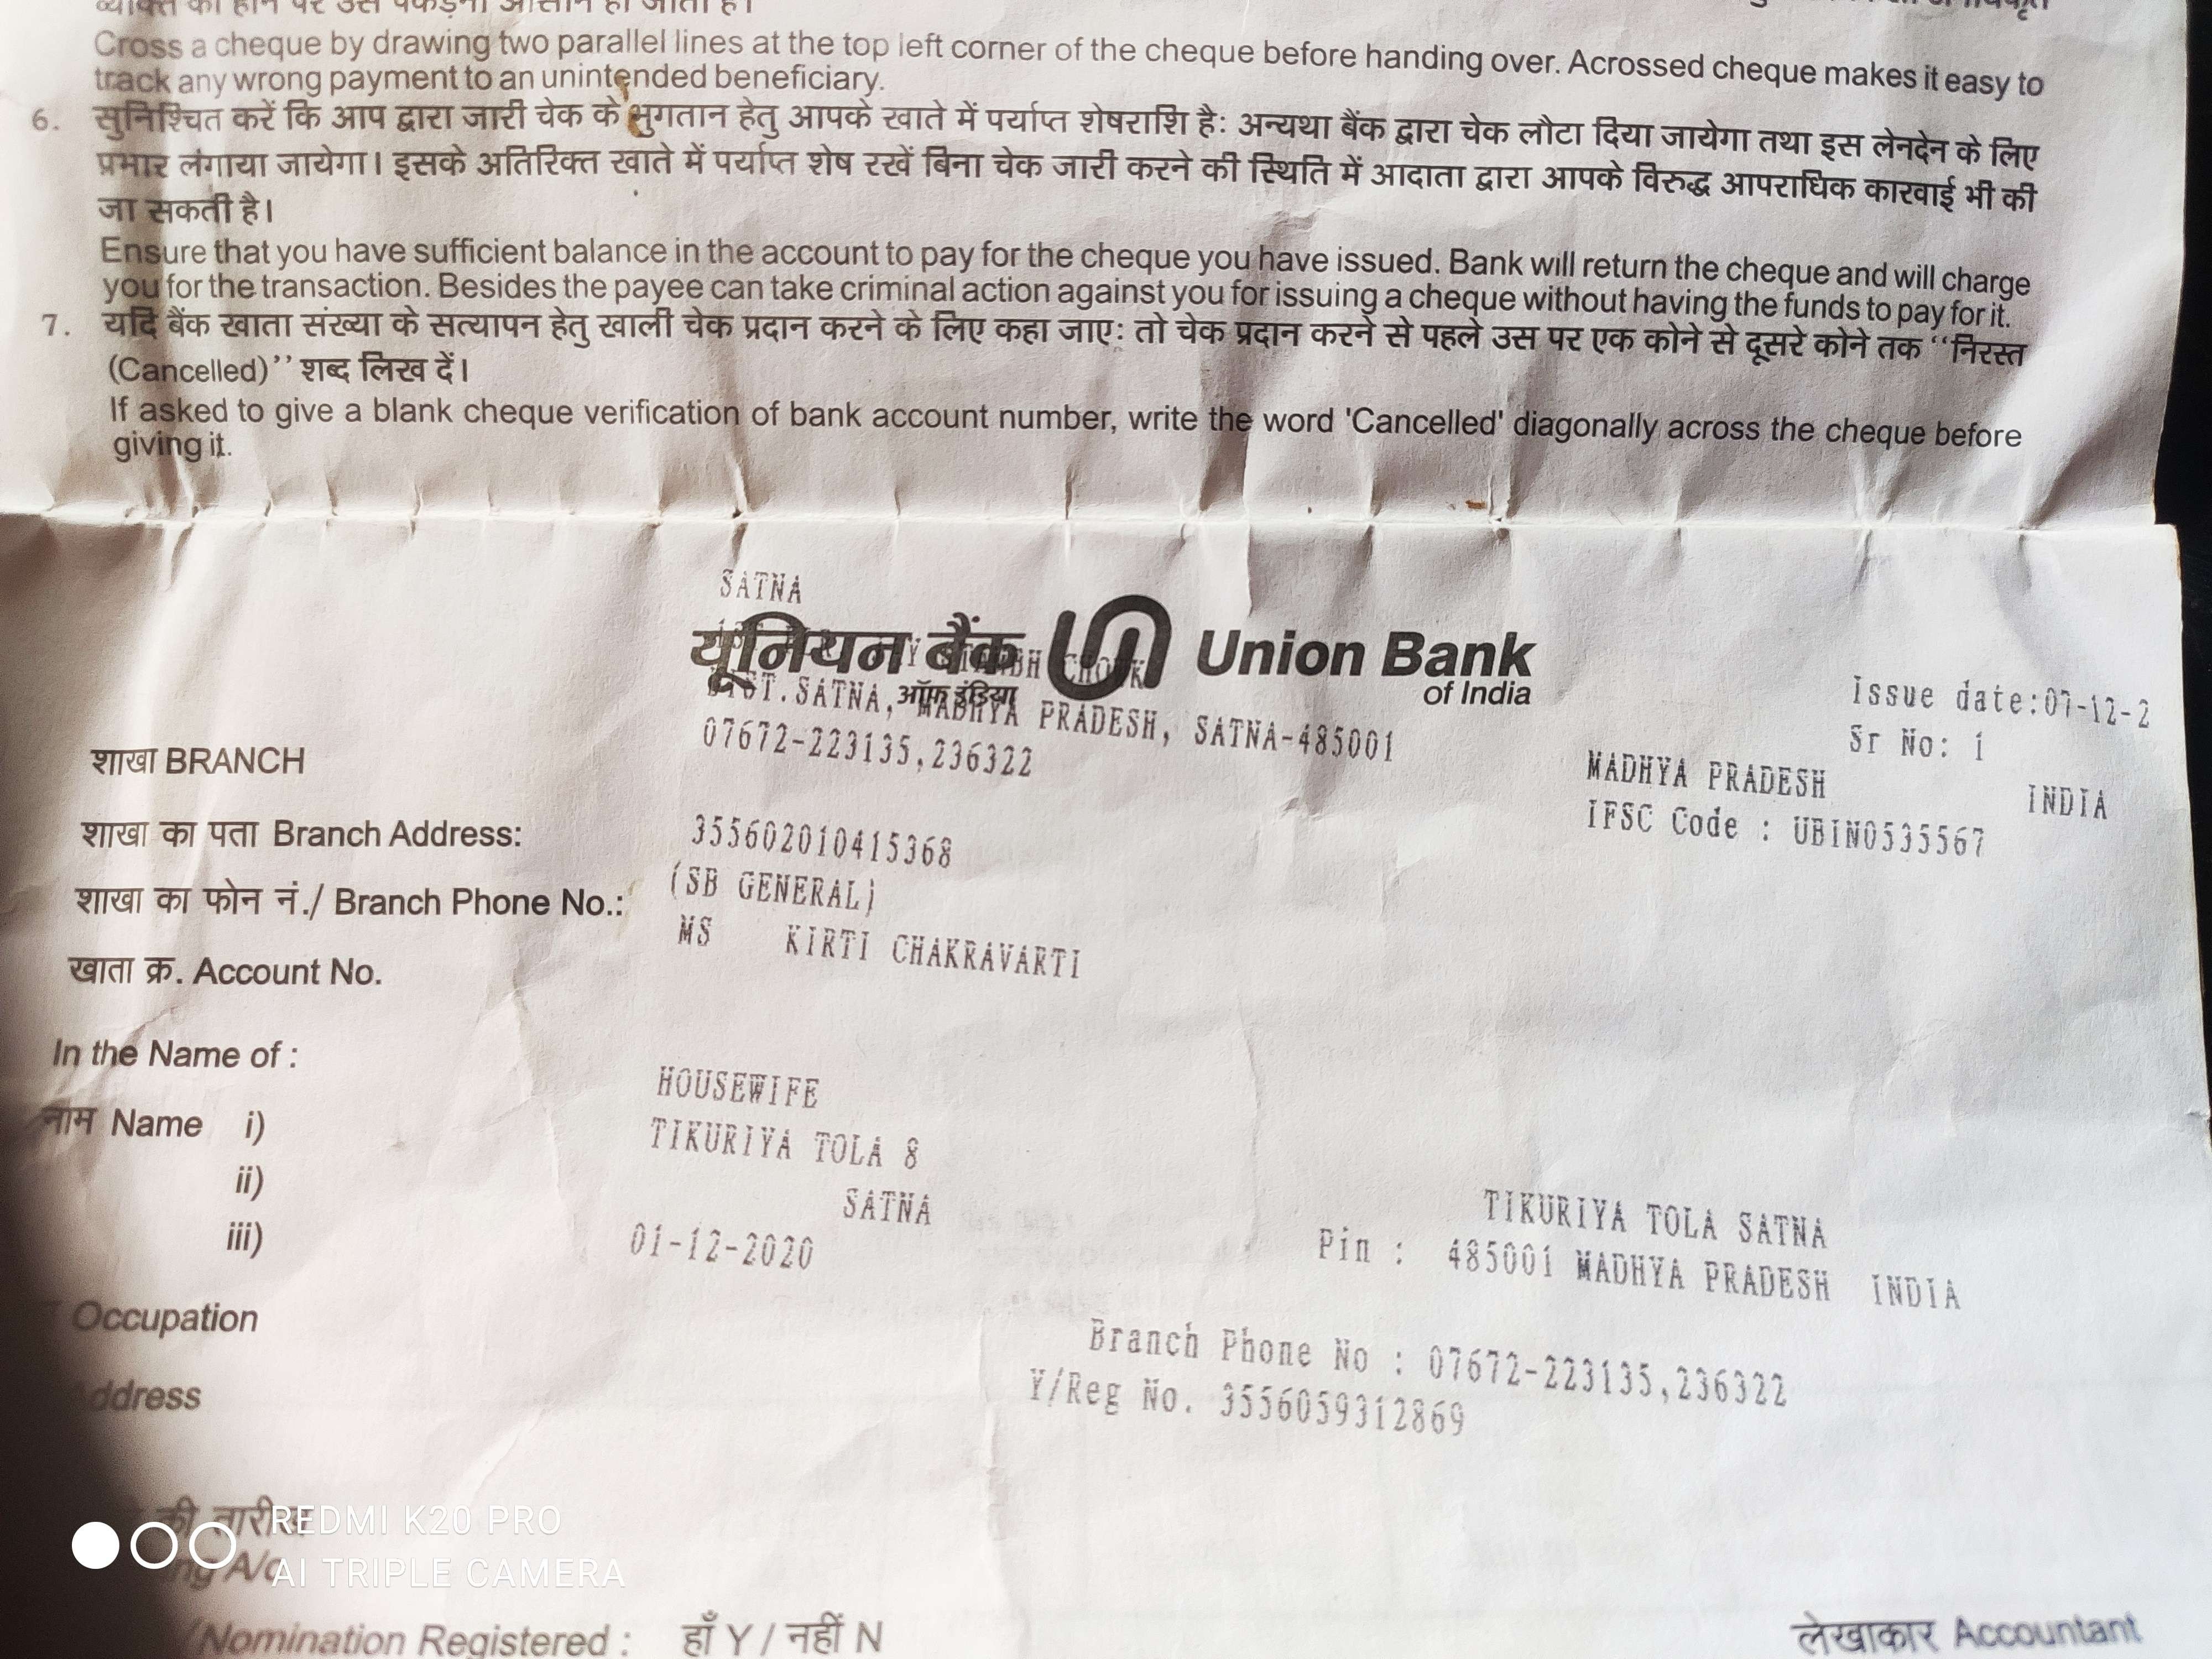 Cross a cheque by drawing two parallel lines at the top left corner of the cheque before handing over. Acrossed cheque makes it easy to
track any wrong payment to an unintended beneficiary.
6. सुनिश्चित करें कि आप द्वारा जारी चेक के भुगतान हेतु आपके खाते में पर्याप्त शेषराशि है: अन्यथा बैंक द्वारा चेक लौटा दिया जायेगा तथा इस लेनदेन के लिए
प्रभार लगाया जायेगा। इसके अतिरिक्त खाते में पर्याप्त शेष रखें बिना चेक जारी करने की स्थिति में आदाता द्वारा आपके विरुद्ध आपराधिक कारवाई भी की
जा सकती है।
Ensure that you have sufficient balance in the account to pay for the cheque you have issued. Bank will return the cheque and will charge
you for the transaction. Besides the payee can take criminal action against you for issuing a cheque without having the funds to pay for it.
7. यदि बैंक खाता संख्या के सत्यापन हेतु खाली चेक प्रदान करने के लिए कहा जाए: तो चेक प्रदान करने से पहले उस पर एक कोने से दूसरे कोने तक ‘‘निरस्त
(Cancelled)’’ शब्द लिख दें।
If asked to give a blank cheque verification of bank account number, write the word 'Cancelled' diagonally across the cheque before
giving it.
SATNA
यूनियन बैंक Union Bank
ऑफ इंडिया of India
CHOWK
DIST.SATNA, MADHYA PRADESH, SATNA-485001
07672-223135,236322
Issue date:07-12-2
Sr No: 1
MADHYA PRADESH INDIA
IFSC Code : UBIN0535567
शाखा BRANCH
शाखा का पता Branch Address:
355602010415368
(SB GENERAL)
शाखा का फोन नं./ Branch Phone No.:
MS KIRTI CHAKRAVARTI
खाता क्र. Account No.
In the Name of :
HOUSEWIFE
नाम Name i)
TIKURIYA TOLA 8
ii)
SATNA
TIKURIYA TOLA SATNA
iii)
01-12-2020
Pin : 485001 MADHYA PRADESH INDIA
Occupation
Branch Phone No : 07672-223135,236322
Address
Y/Reg No. 3556059312869
की तारीख
A/c
REDMI K20 PRO
AI TRIPLE CAMERA
(Nomination Registered : हाँ Y / नहीं N
लेखाकार Accountant